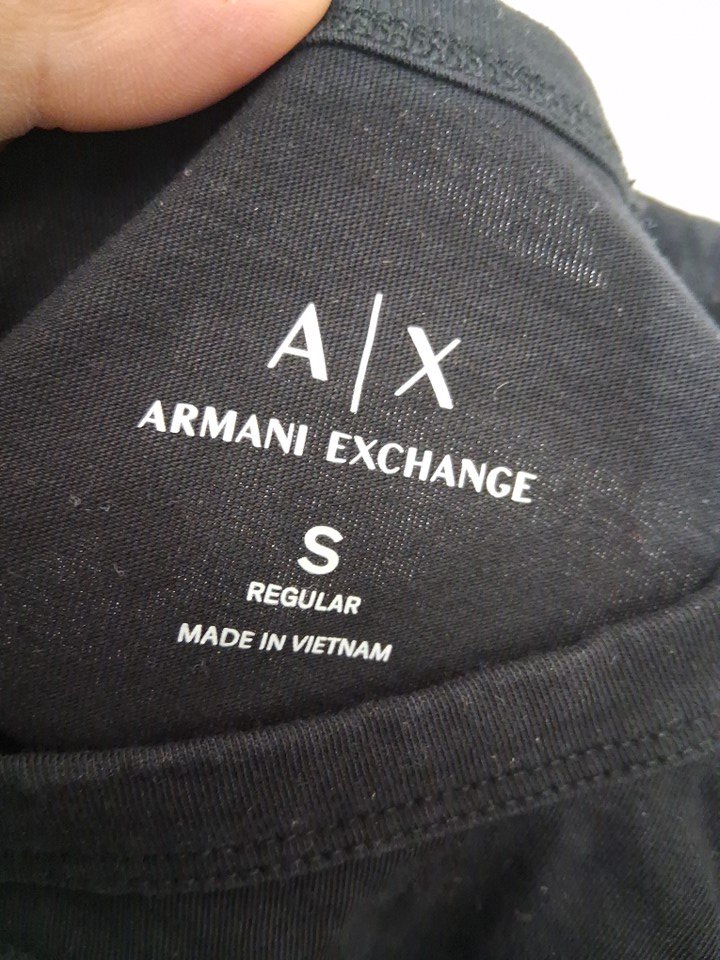 A|X
ARMANI EXCHANGE
S
REGULAR
MADE IN VIETNAM